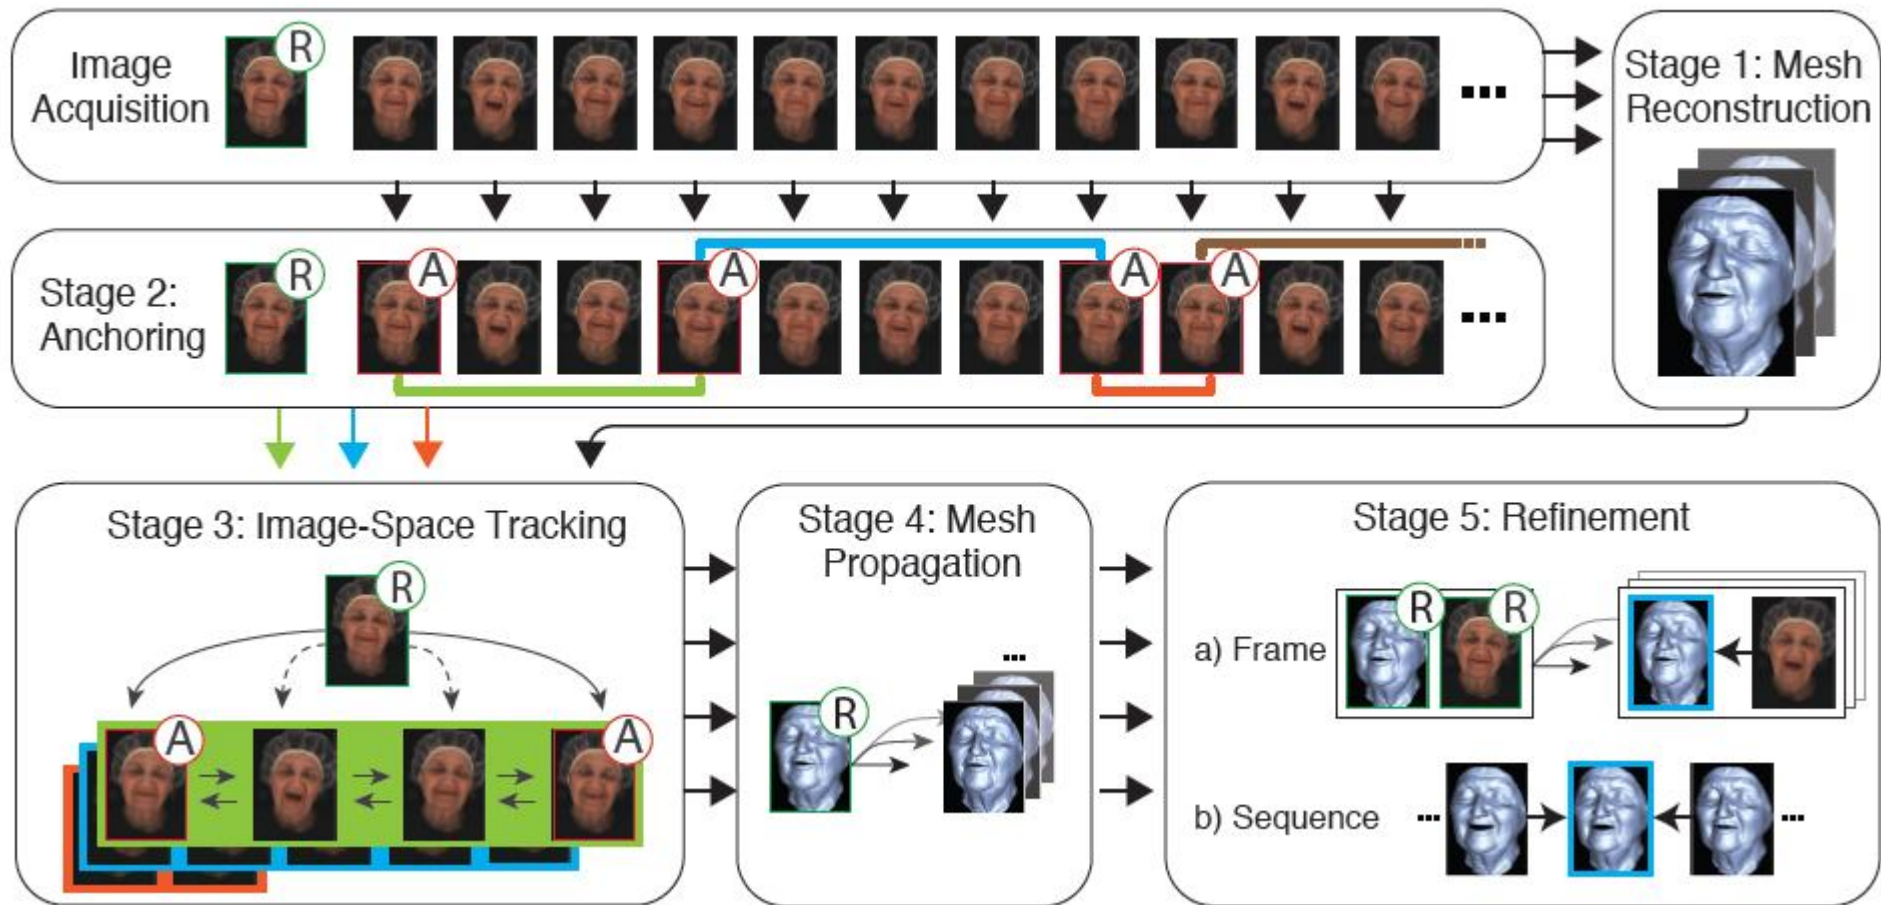 Image
Acquisition
R
...
Stage 1: Mesh
Reconstruction
Stage 2:
Anchoring
R
A
A
A
A
...
Stage 3: Image-Space Tracking
R
A
A
Stage 4: Mesh
Propagation
...
R
Stage 5: Refinement
a) Frame
R
R
b) Sequence
...
...